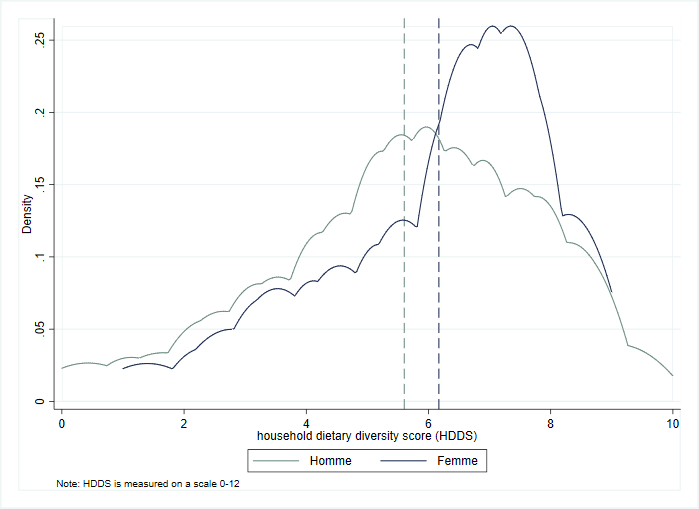 .25
.2
.15
.1
.05
0
Density
0 2 4 6 8 10
household dietary diversity score (HDDS)
Homme Femme
Note: HDDS is measured on a scale 0-12